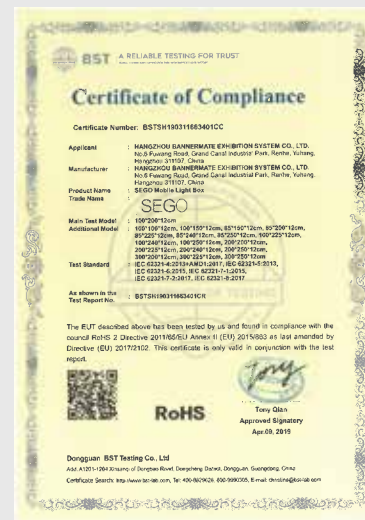 BST A RELIABLE TESTING FOR TRUST
Certificate of Compliance
Certificate Number: BSTSH190311683401CC
Applicant : HANGZHOU BANNERMATE EXHIBITION SYSTEM CO., LTD.
No.6 Fuwang Road, Grand Canal Industrial Park, Renhe, Yuhang,
Hangzhou 311107, China
Manufacturer : HANGZHOU BANNERMATE EXHIBITION SYSTEM CO., LTD.
No.6 Fuwang Road, Grand Canal Industrial Park, Renhe, Yuhang,
Hangzhou 311107, China
Product Name : SEGO Mobile Light Box
Trade Name :
SEGO
Main Test Model : 100*200*12cm
Additional Model : 100*100*12cm, 100*150*12cm, 85*150*12cm, 85*200*12cm,
85*225*12cm, 85*240*12cm, 85*250*12cm, 100*225*12cm,
100*240*12cm, 100*250*12cm, 200*200*12cm,
200*225*12cm, 200*240*12cm, 200*250*12cm,
300*200*12cm, 300*225*12cm, 300*250*12cm
Test Standard : IEC 62321-4:2013+AMD1:2017, IEC 62321-5:2013,
IEC 62321-6:2015, IEC 62321-7-1:2015,
IEC 62321-7-2:2017, IEC 62321-8:2017
As shown in the
Test Report No. : BSTSH190311683401CR
The EUT described above has been tested by us and found in compliance with the
council RoHS 2 Directive 2011/65/EU Annex II (EU) 2015/863 as last amended by
Directive (EU) 2017/2102. This certificate is only valid in conjunction with the test
report.
Tony
RoHS
Tony Qian
Approved Signatory
Apr.09, 2019
Dongguan BST Testing Co., Ltd